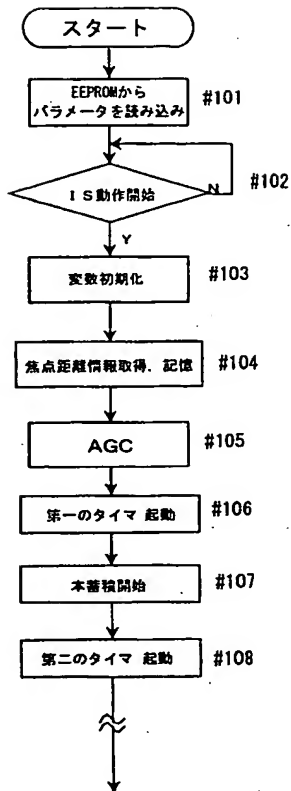 スタート
EEPROMから
パラメータを読み込み
#101
IS動作開始
N
#102
Y
変数初期化
#103
焦点距離情報取得、記憶
#104
AGC
#105
第一のタイマ 起動
#106
本蓄積開始
#107
第二のタイマ 起動
#108